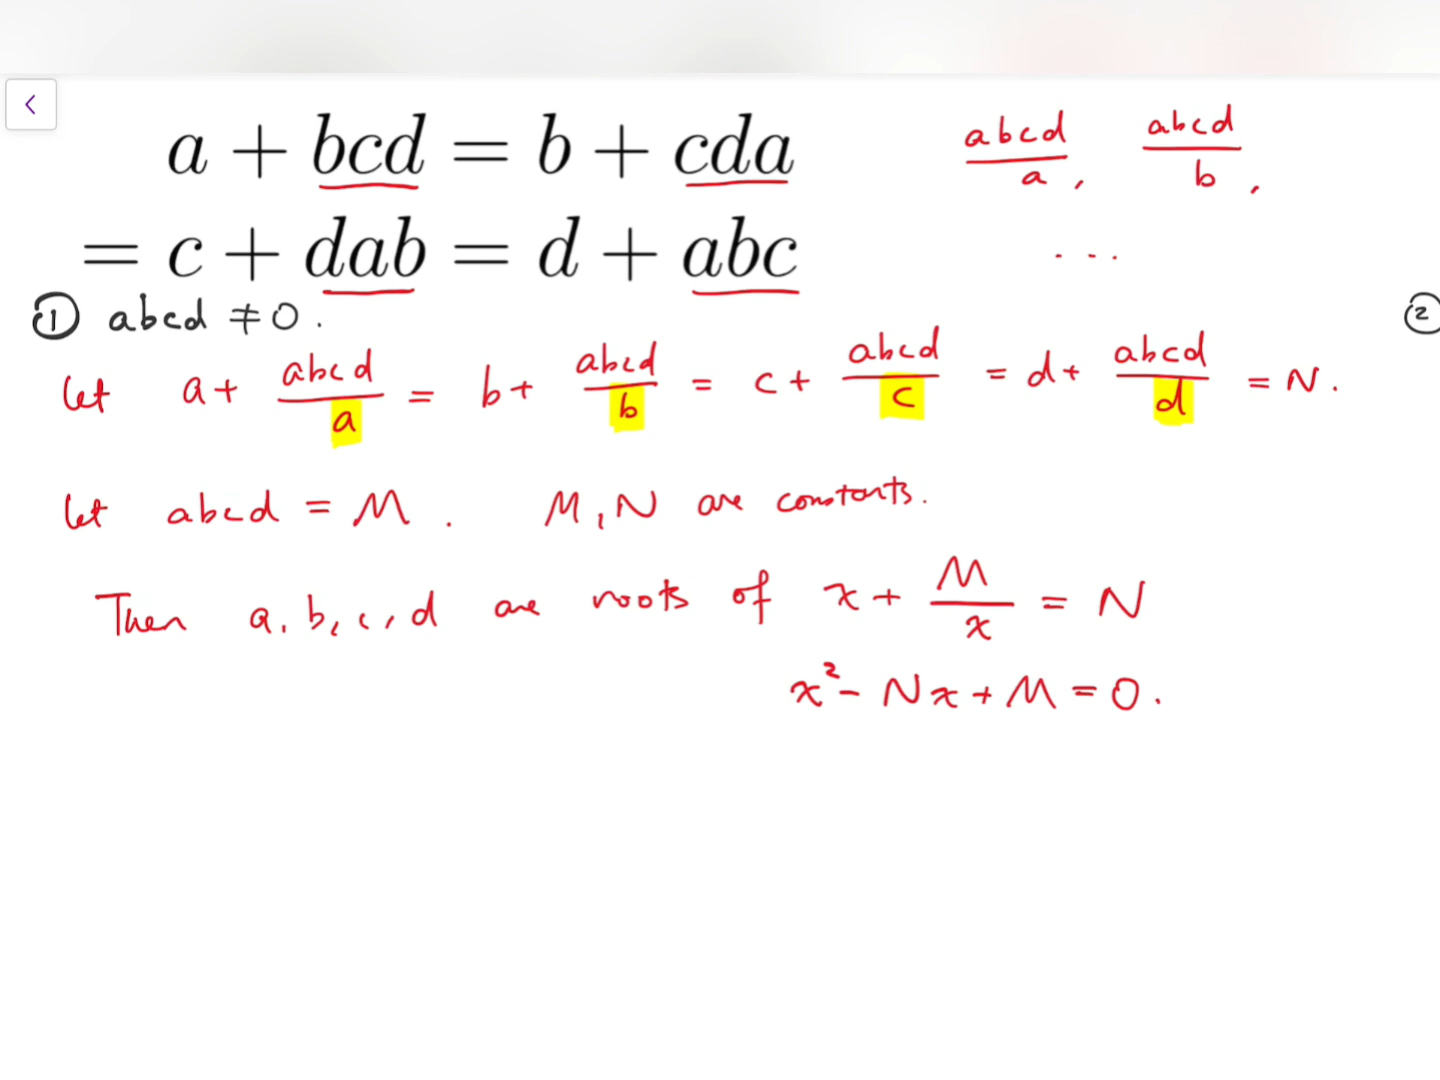 a + bcd = b + cda
= c + dab = d + abc
abcd/a , abcd/b ,
...
① abcd ≠ 0 .
②
let a + abcd/a = b + abcd/b = c + abcd/c = d + abcd/d = N .
let abcd = M . M, N are constants.
Then a, b, c, d are roots of x + M/x = N
x² - Nx + M = 0 .